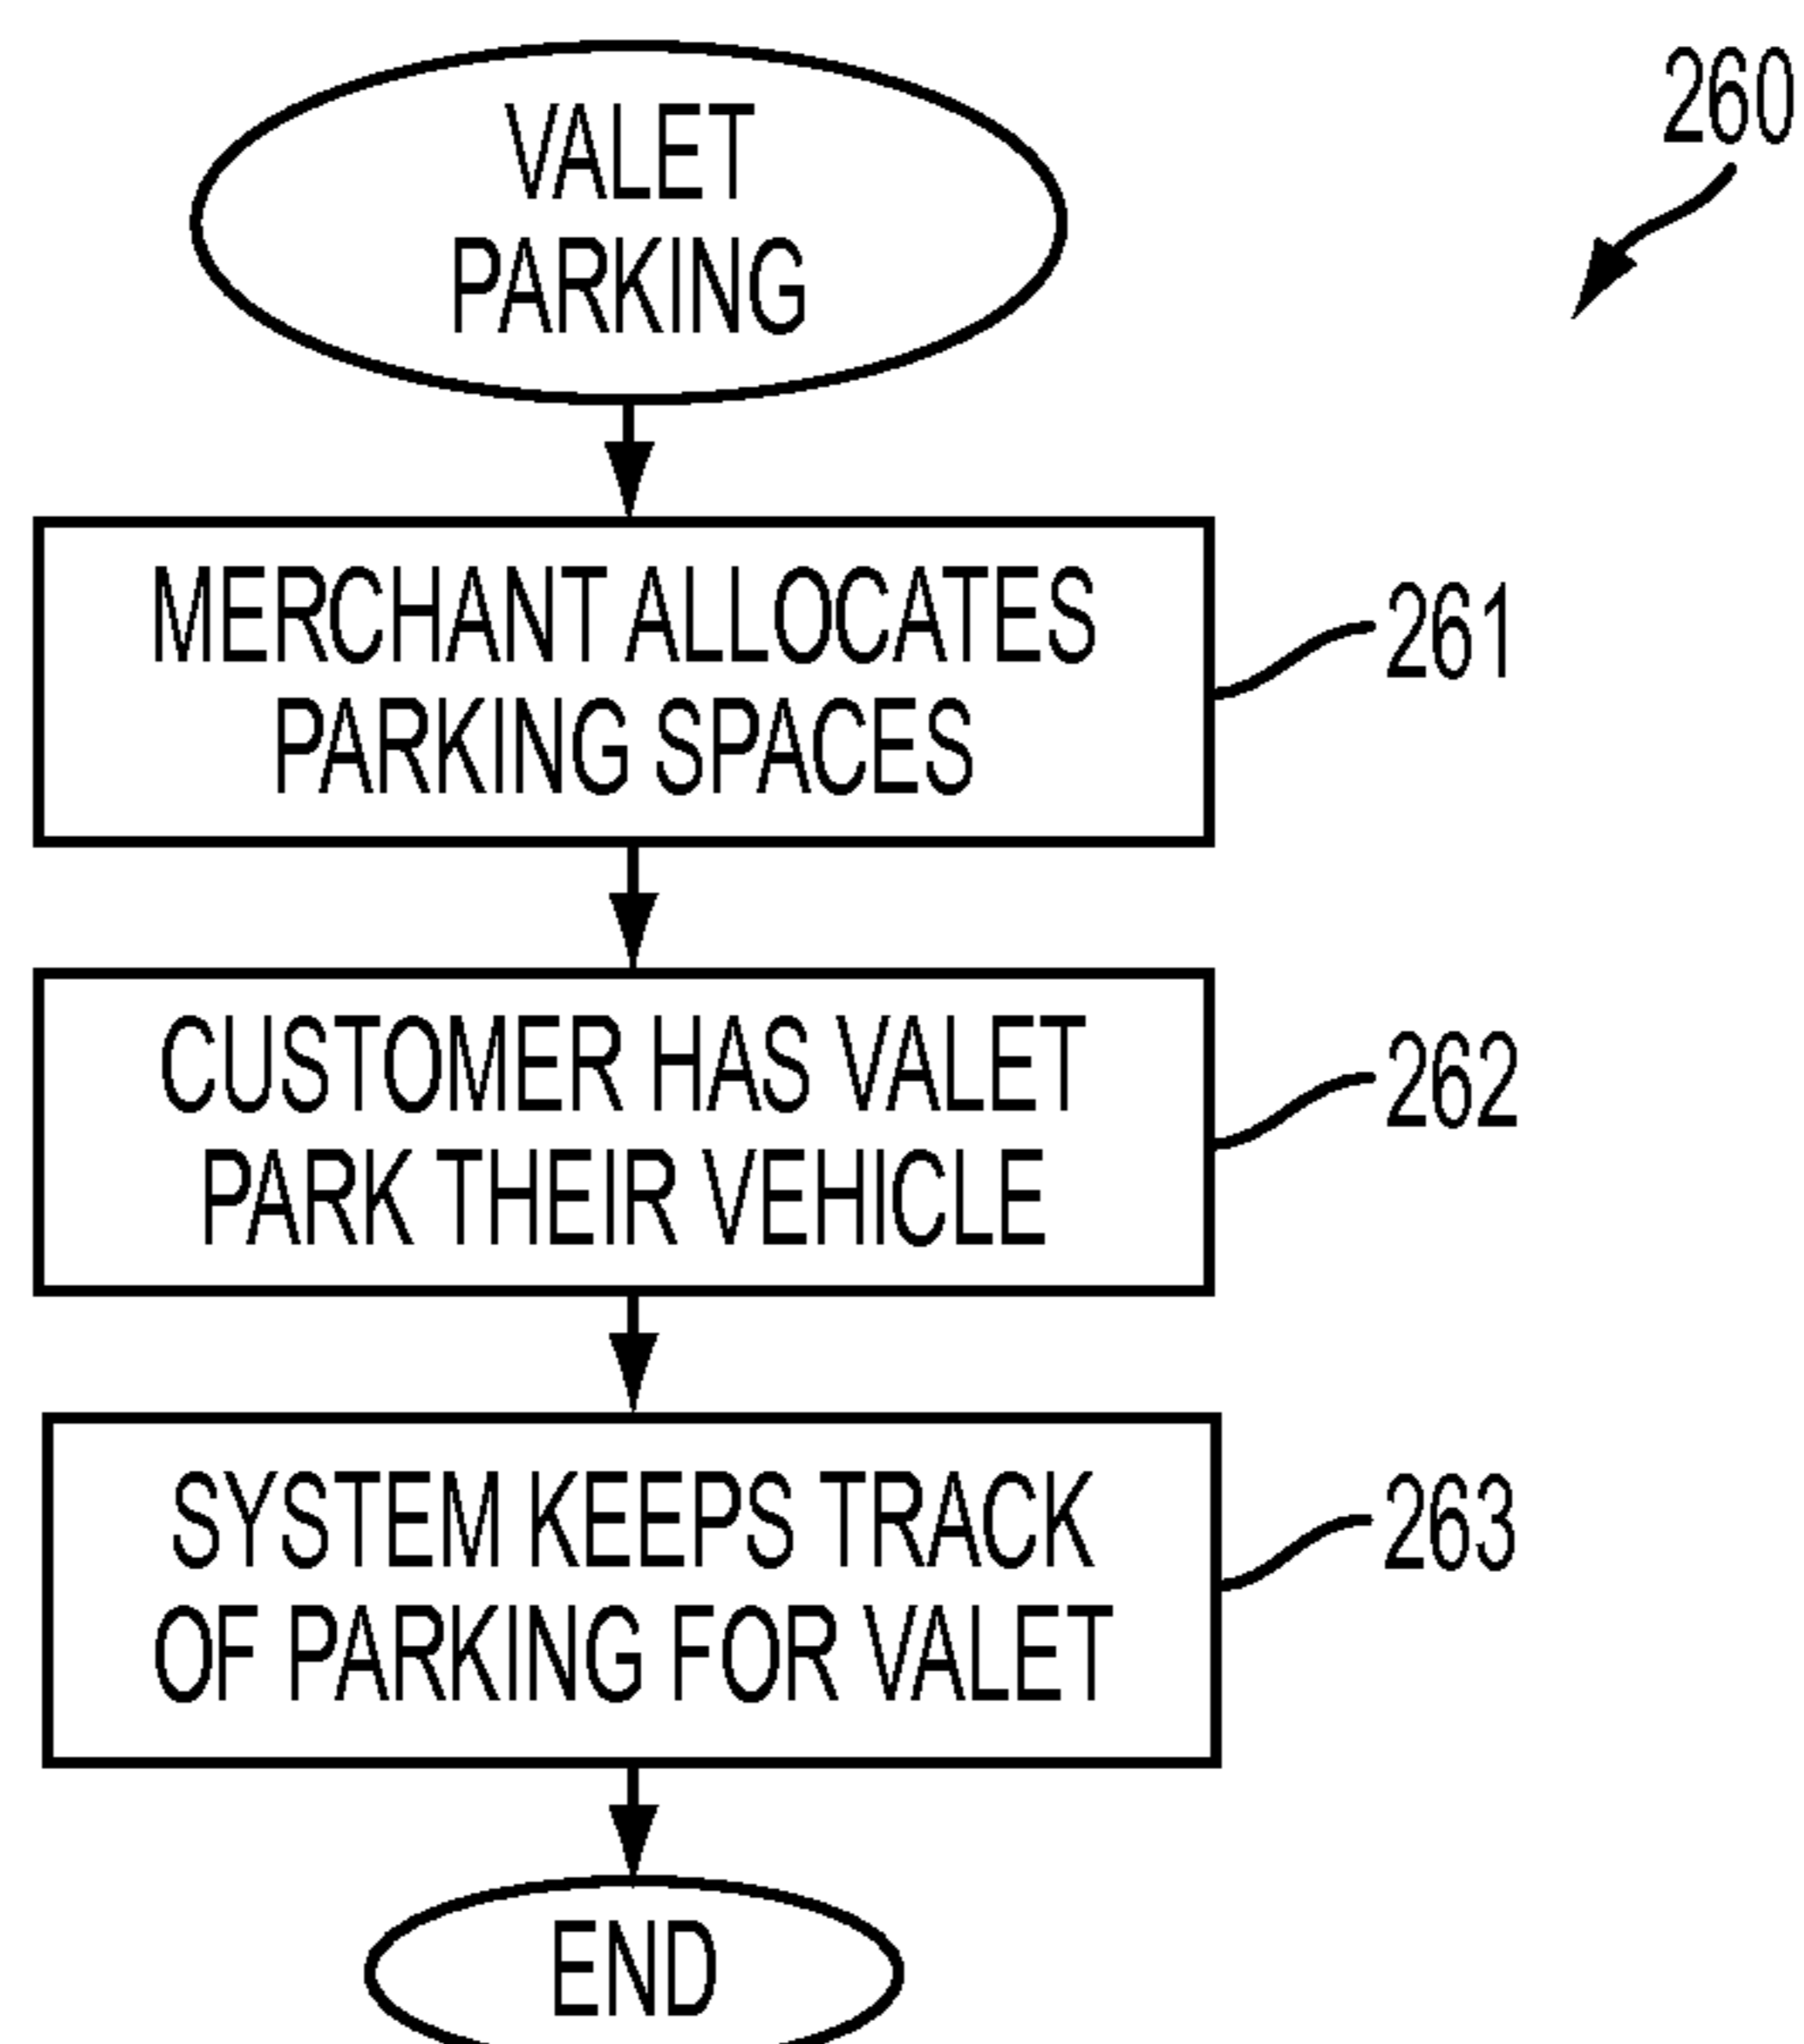 VALET
PARKING
260
MERCHANT ALLOCATES
PARKING SPACES
261
CUSTOMER HAS VALET
PARK THEIR VEHICLE
262
SYSTEM KEEPS TRACK
OF PARKING FOR VALET
263
END